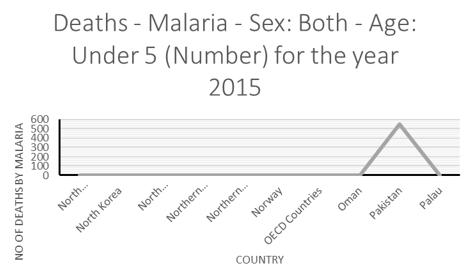 Deaths - Malaria - Sex: Both - Age:
Under 5 (Number) for the year
2015
NO OF DEATHS BY MALARIA
600
500
400
300
200
100
0
North...
North Korea
North...
Northern...
Northern...
Norway
OECD Countries
Oman
Pakistan
Palau
COUNTRY